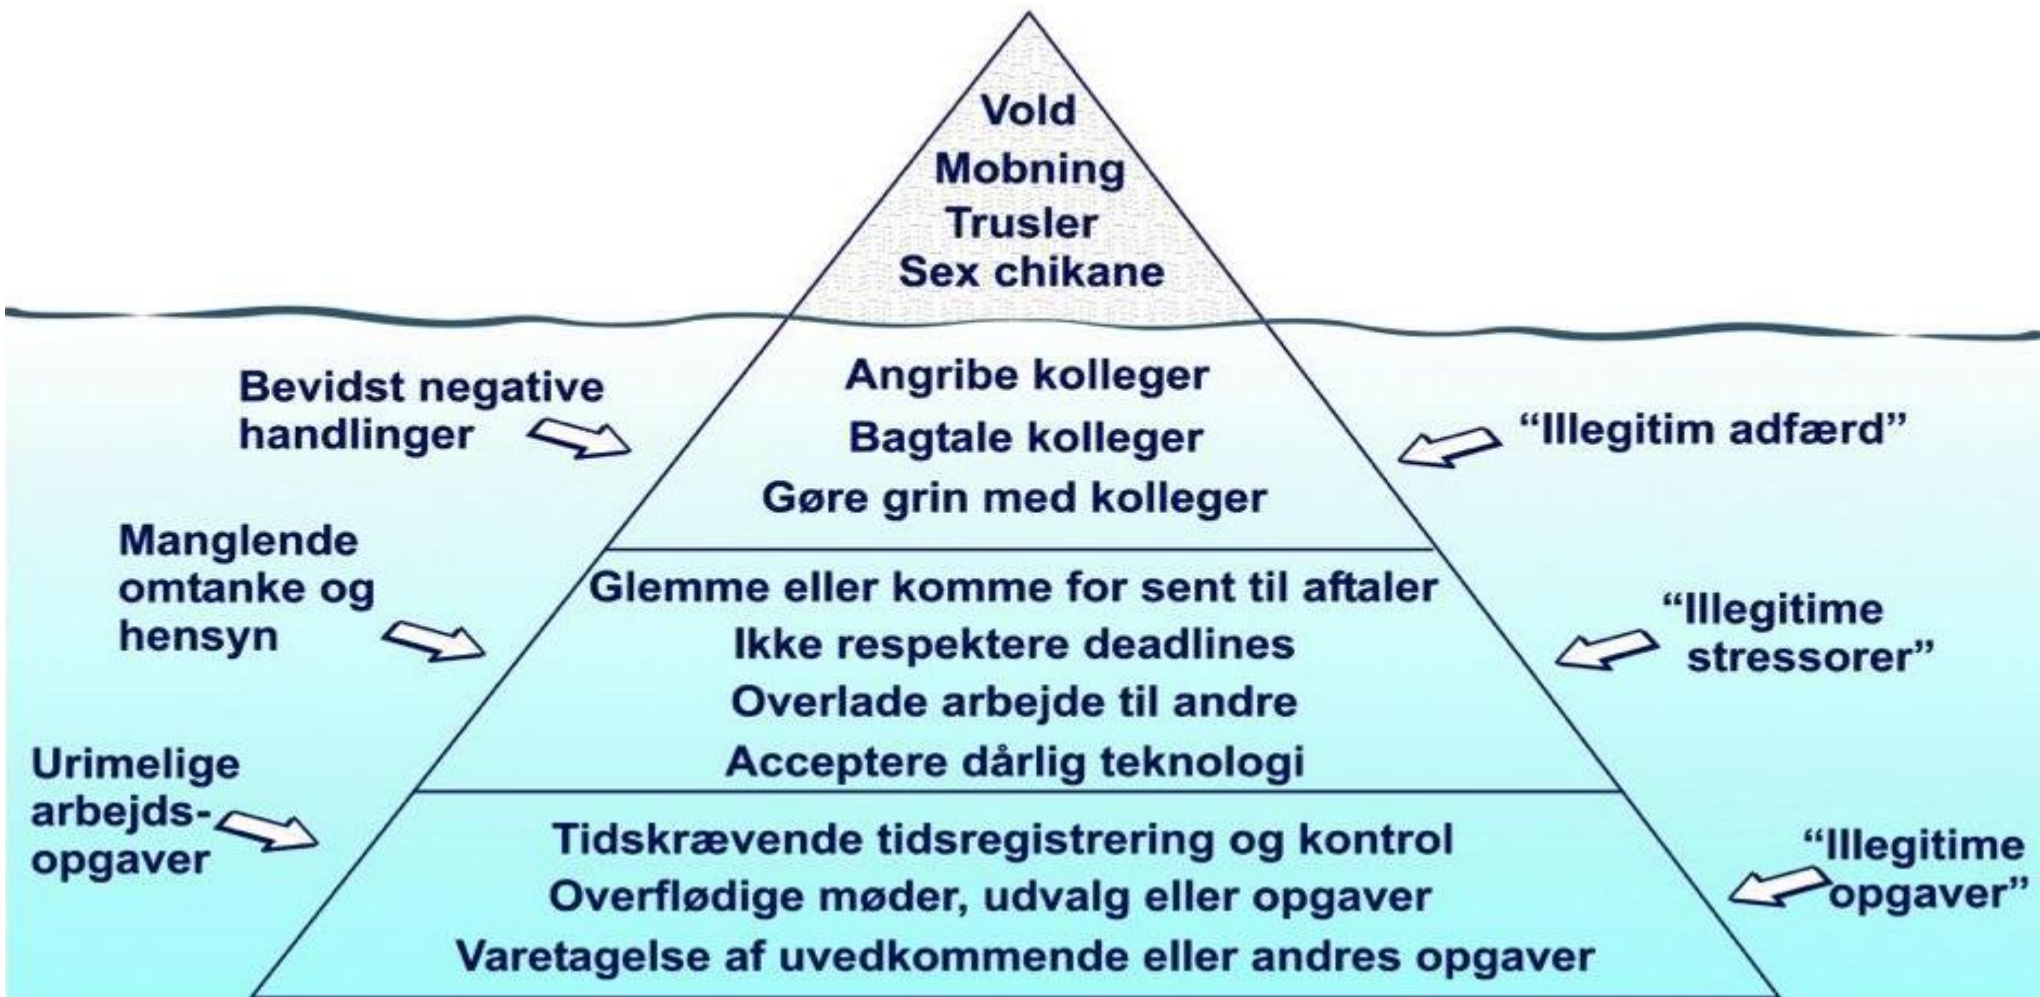 Vold
Mobning
Trusler
Sex chikane
Bevidst negative
handlinger
Angribe kolleger
Bagtale kolleger
Gøre grin med kolleger
“Illegitim adfærd”
Manglende
omtanke og
hensyn
Glemme eller komme for sent til aftaler
Ikke respektere deadlines
Overlade arbejde til andre
Acceptere dårlig teknologi
“Illegitime
stressorer”
Urimelige
arbejds-
opgaver
Tidskrævende tidsregistrering og kontrol
Overflødige møder, udvalg eller opgaver
Varetagelse af uvedkommende eller andres opgaver
“Illegitime
opgaver”